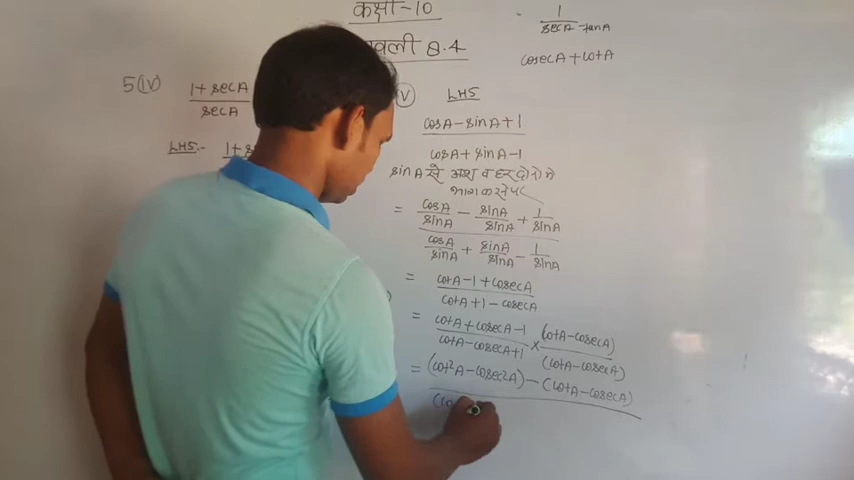 कक्षा-10
वली 8.4
1/(secA-tanA)
cosecA+cotA
5(iv) (1+secA)/secA
LHS:- 1+s
(v) LHS
(cosA-sinA+1)/(cosA+sinA-1)
sinA से अंश व हर दोनो मे
भाग करने पर
= (cosA/sinA - sinA/sinA + 1/sinA)/(cosA/sinA + sinA/sinA - 1/sinA)
= (cotA-1+cosecA)/(cotA+1-cosecA)
= (cotA+cosecA-1)/(cotA-cosecA+1) × (cotA-cosecA)/(cotA-cosecA)
= (cot²A-cosec2A)-(cotA-cosecA)
(co